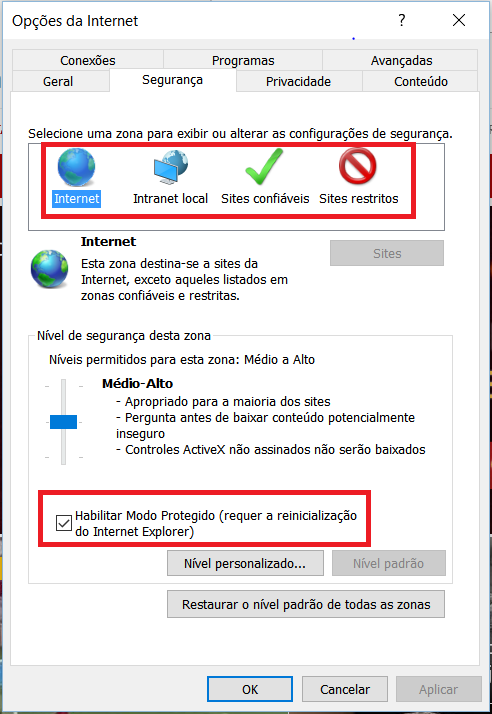 Opções da Internet
?
Conexões
Programas
Avançadas
Geral
Segurança
Privacidade
Conteúdo
Selecione uma zona para exibir ou alterar as configurações de segurança.
Internet
Intranet local
Sites confiáveis
Sites restritos
Internet
Sites
Esta zona destina-se a sites da
Internet, exceto aqueles listados em
zonas confiáveis e restritas.
Nível de segurança desta zona
Níveis permitidos para esta zona: Médio a Alto
Médio-Alto
- Apropriado para a maioria dos sites
- Pergunta antes de baixar conteúdo potencialmente
inseguro
- Controles ActiveX não assinados não serão baixados
Habilitar Modo Protegido (requer a reinicialização
do Internet Explorer)
Nível personalizado...
Nível padrão
Restaurar o nível padrão de todas as zonas
OK
Cancelar
Aplicar